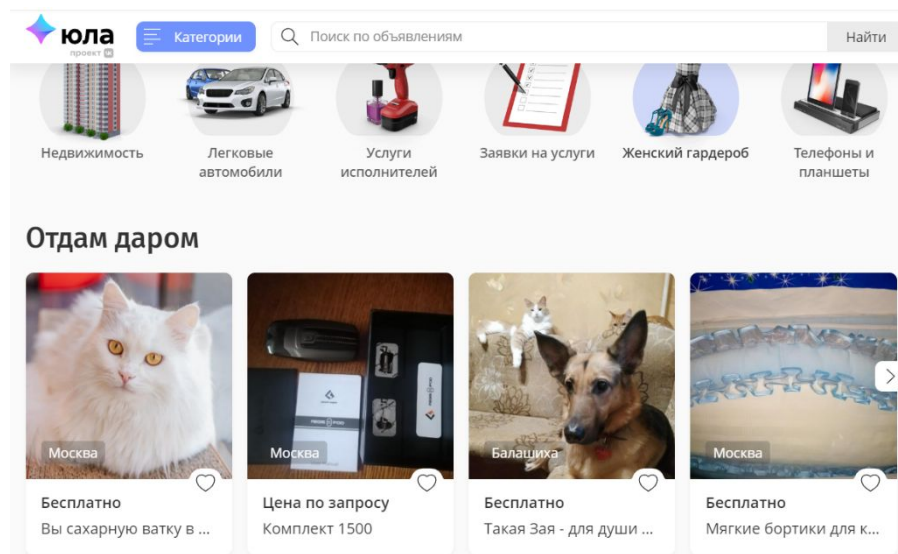 юла
проект
Категории
Поиск по объявлениям
Найти
Недвижимость
Легковые
автомобили
Услуги
исполнителей
Заявки на услуги
Женский гардероб
Телефоны и
планшеты
Отдам даром
Москва
Москва
Балашиха
Москва
Бесплатно
Вы сахарную ватку в ...
Цена по запросу
Комплект 1500
Бесплатно
Такая Зая - для души ...
Бесплатно
Мягкие бортики для к...